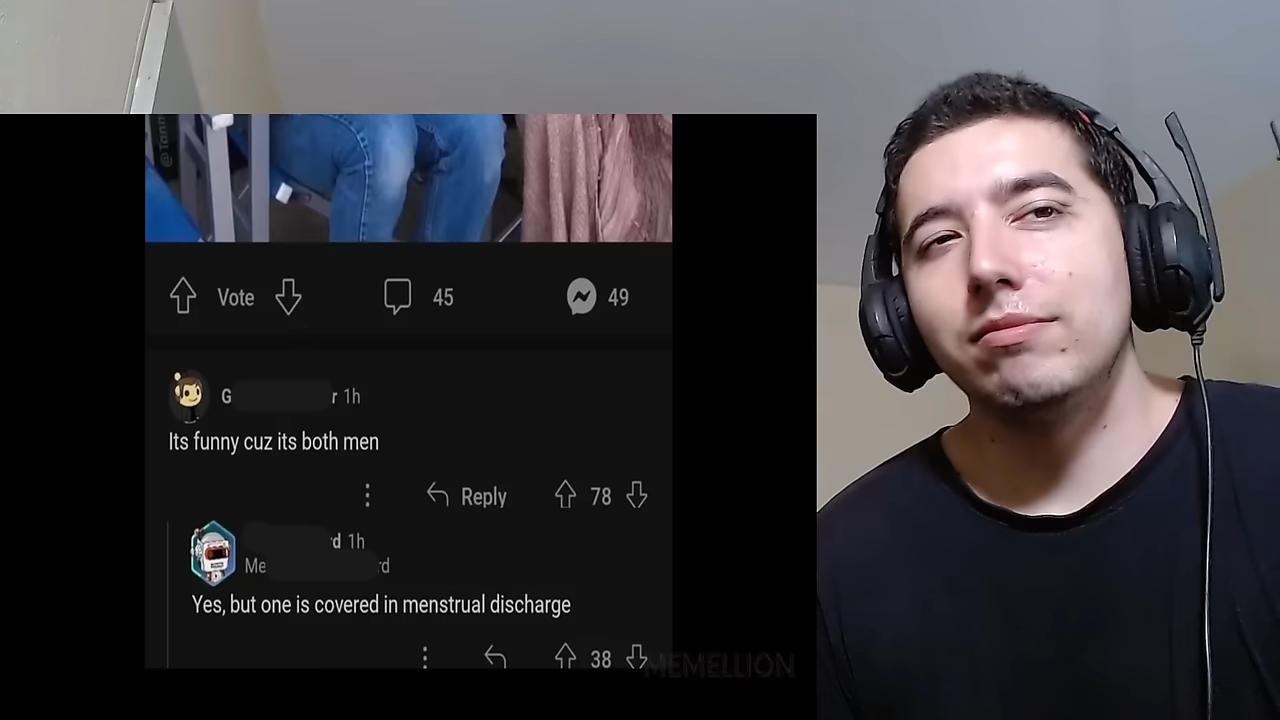 @Tann
Vote
45
49
G r 1h
Its funny cuz its both men
Reply
78
d 1h
Me rd
Yes, but one is covered in menstrual discharge
38
MEMELLION